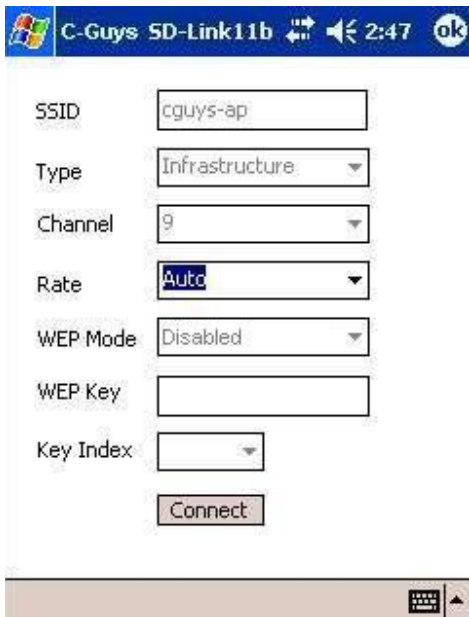 C-Guys SD-Link11b 2:47 ok
SSID cguys-ap
Type Infrastructure
Channel 9
Rate Auto
WEP Mode Disabled
WEP Key
Key Index
Connect